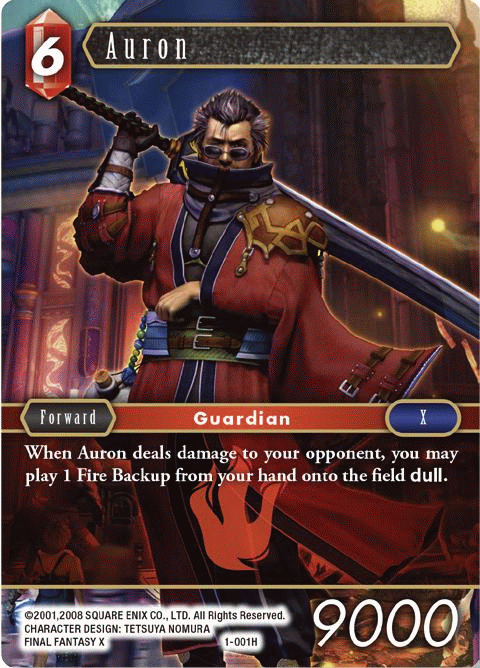 6
Auron
Forward
Guardian
X
When Auron deals damage to your opponent, you may
play 1 Fire Backup from your hand onto the field dull.
©2001,2008 SQUARE ENIX CO., LTD. All Rights Reserved.
CHARACTER DESIGN: TETSUYA NOMURA
FINAL FANTASY X
1-001H
9000